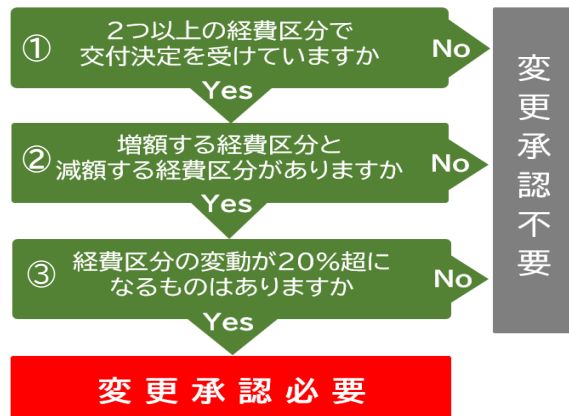 ① 2つ以上の経費区分で
交付決定を受けていますか
No
Yes
② 増額する経費区分と
減額する経費区分がありますか
No
Yes
③ 経費区分の変動が20%超に
なるものはありますか
No
Yes
変更承認必要
変更承認不要